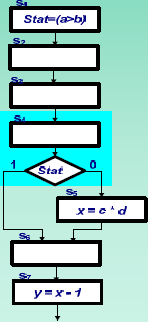 S1
Stat=(a>b)
S2
S3
S4
1
Stat
0
S5
x = c * d
S6
S7
y = x - 1